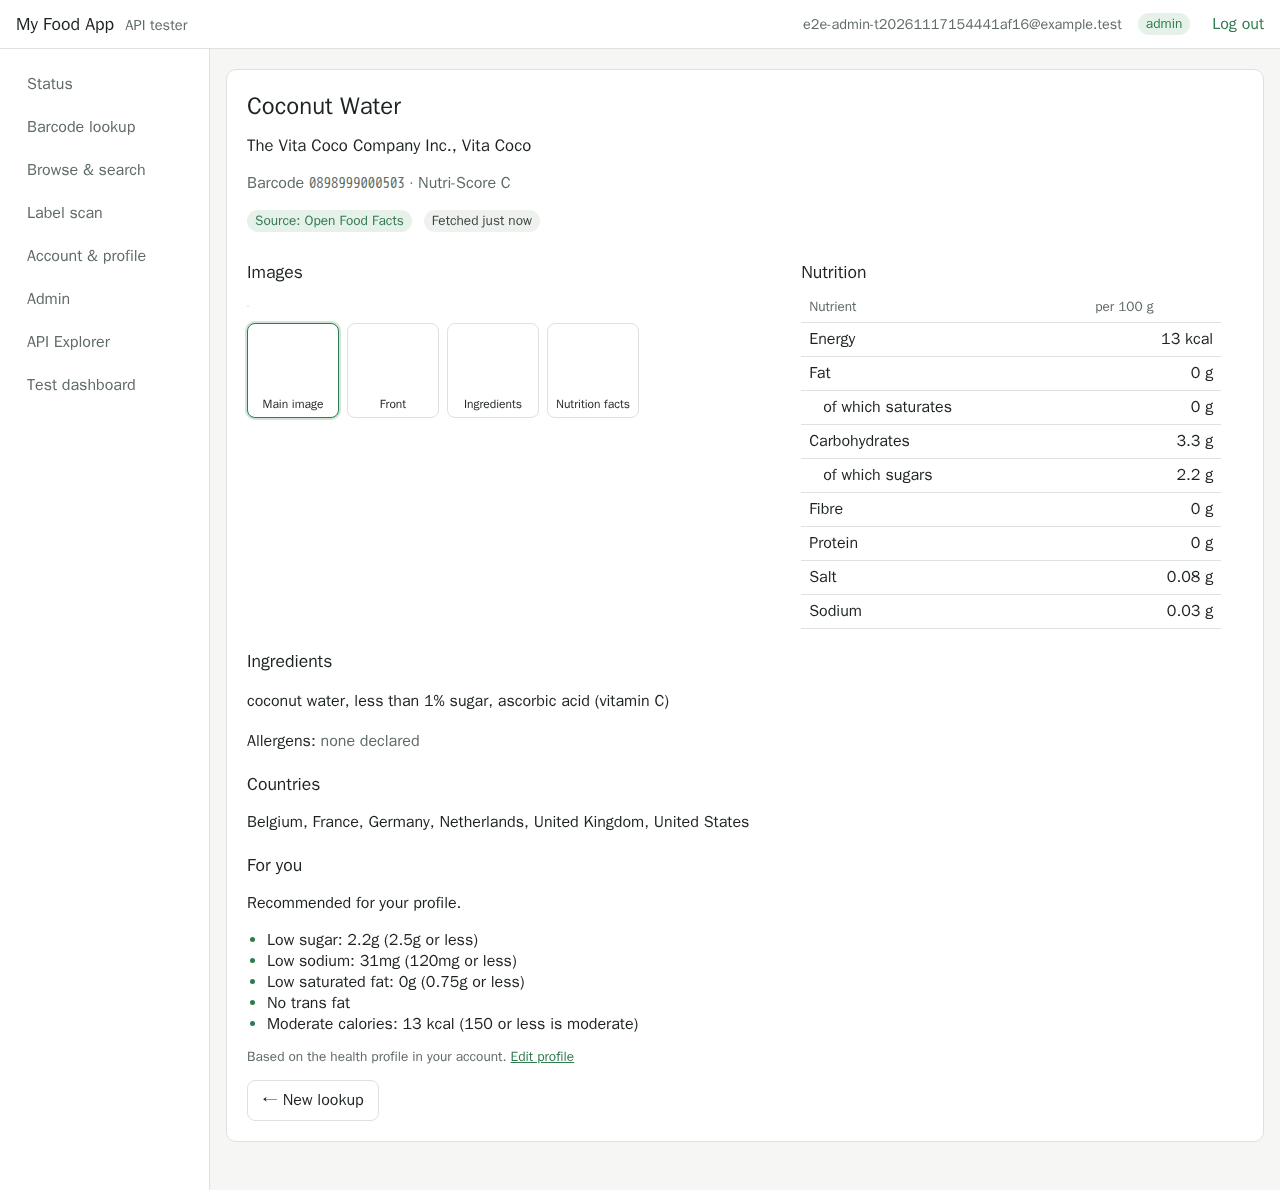 My Food App API tester
e2e-admin-t20261117154441af16@example.test admin Log out
Status
Barcode lookup
Browse & search
Label scan
Account & profile
Admin
API Explorer
Test dashboard
Coconut Water
The Vita Coco Company Inc., Vita Coco
Barcode 0898999000503 · Nutri-Score C
Source: Open Food Facts Fetched just now
Images
Main image Front Ingredients Nutrition facts
Nutrition
Nutrient per 100 g
Energy 13 kcal
Fat 0 g
of which saturates 0 g
Carbohydrates 3.3 g
of which sugars 2.2 g
Fibre 0 g
Protein 0 g
Salt 0.08 g
Sodium 0.03 g
Ingredients
coconut water, less than 1% sugar, ascorbic acid (vitamin C)
Allergens: none declared
Countries
Belgium, France, Germany, Netherlands, United Kingdom, United States
For you
Recommended for your profile.
• Low sugar: 2.2g (2.5g or less)
• Low sodium: 31mg (120mg or less)
• Low saturated fat: 0g (0.75g or less)
• No trans fat
• Moderate calories: 13 kcal (150 or less is moderate)
Based on the health profile in your account. Edit profile
← New lookup